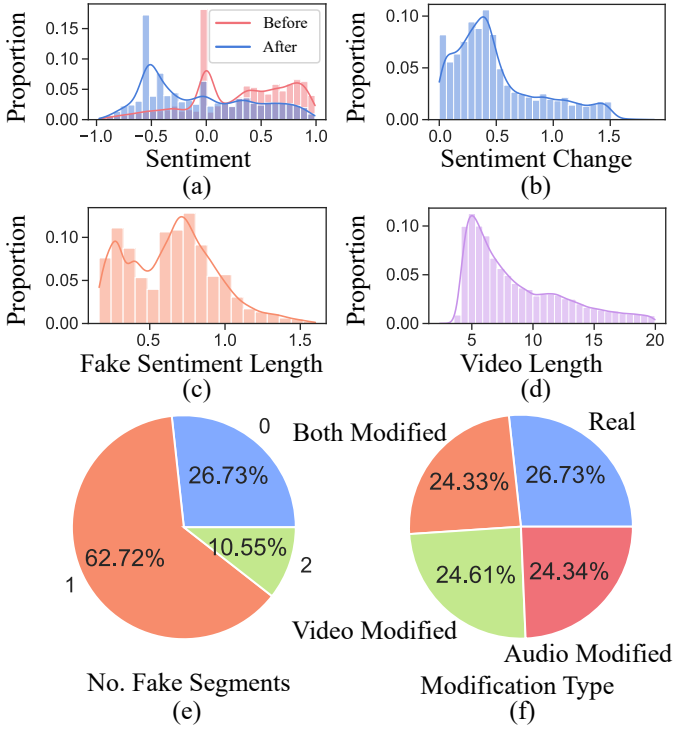 Proportion
0.15
0.10
0.05
0.00
Before
After
−1.0 −0.5 0.0 0.5 1.0
Sentiment
(a)
Proportion
0.10
0.05
0.00
0.0 0.5 1.0 1.5
Sentiment Change
(b)
Proportion
0.10
0.05
0.00
0.5 1.0 1.5
Fake Sentiment Length
(c)
Proportion
0.10
0.05
0.00
5 10 15 20
Video Length
(d)
0
26.73%
62.72%
1
10.55%
2
No. Fake Segments
(e)
Both Modified
Real
24.33%
26.73%
24.61%
24.34%
Video Modified
Audio Modified
Modification Type
(f)